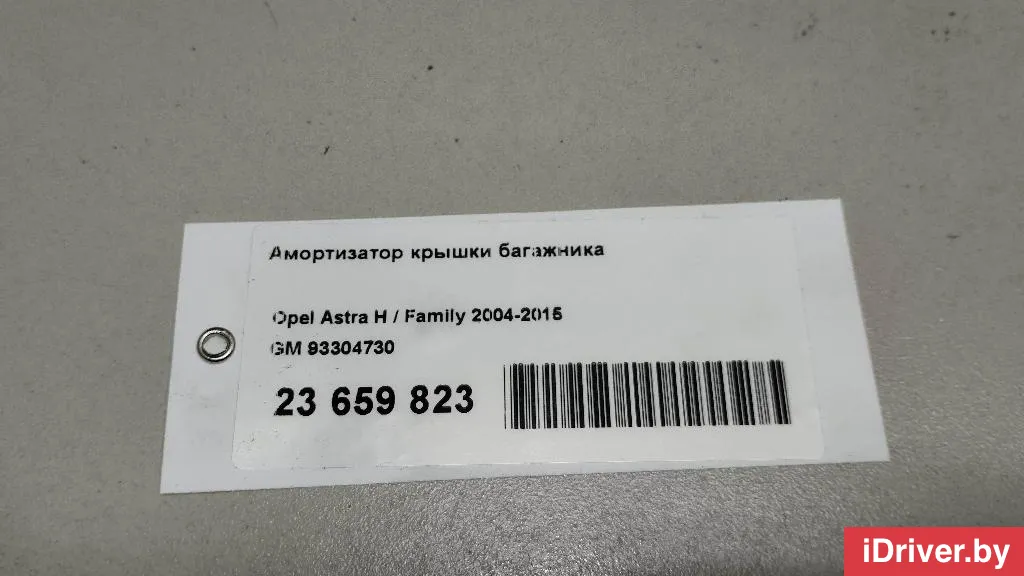 Амортизатор крышки багажника
Opel Astra H / Family 2004-2015
GM 93304730
23 659 823
iDriver.by